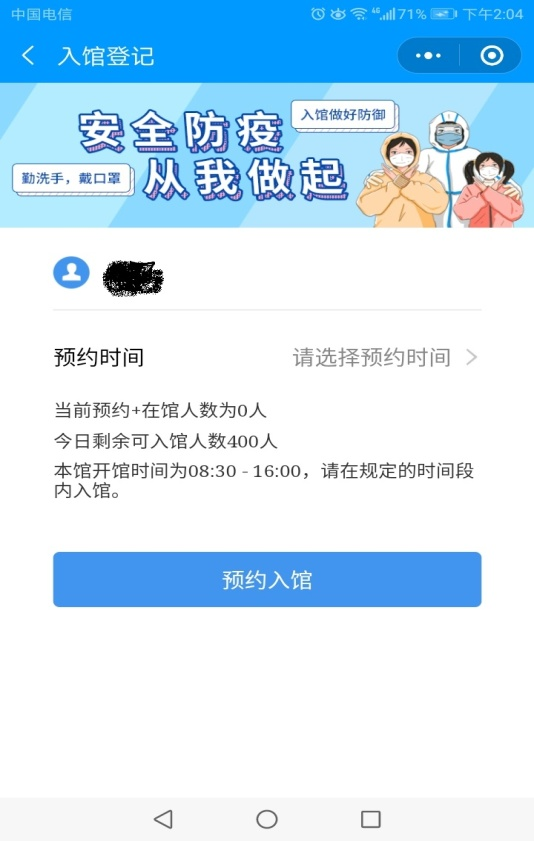 中国电信
71%
下午2:04
入馆登记
安全防疫
入馆做好防御
勤洗手，戴口罩
从我做起
预约时间
请选择预约时间
当前预约+在馆人数为0人
今日剩余可入馆人数400人
本馆开馆时间为08:30 - 16:00，请在规定的时间段
内入馆。
预约入馆